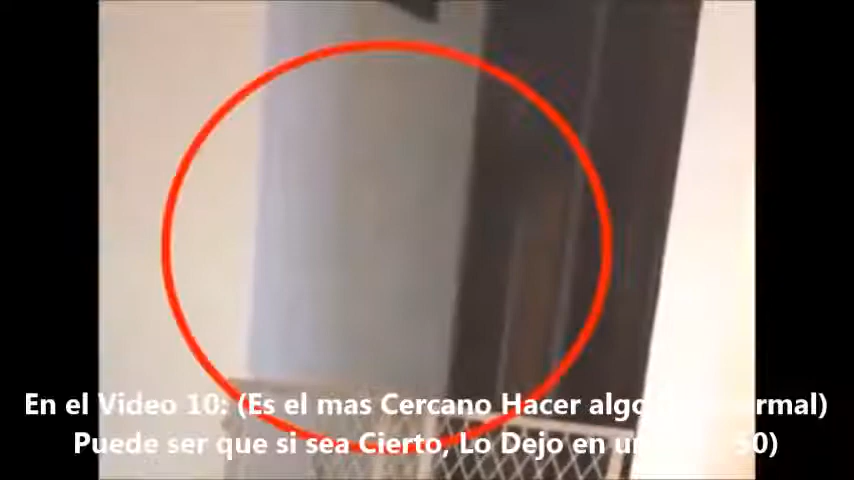 En el Video 10: (Es el mas Cercano Hacer algo
Puede ser que si sea Cierto, Lo Dejo en un 50)